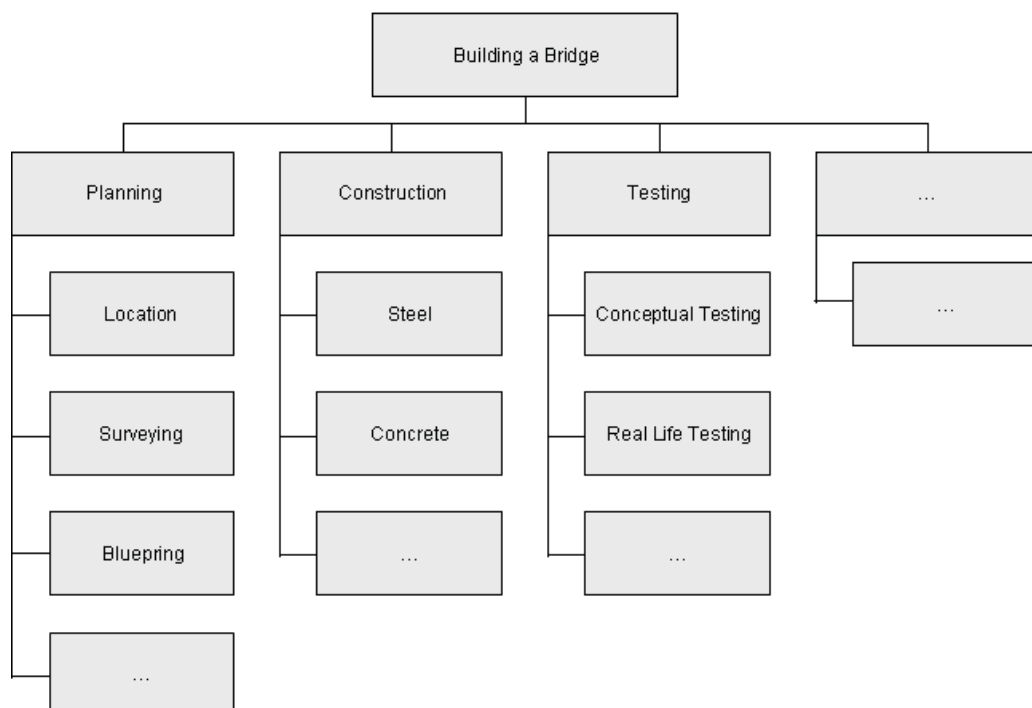 Building a Bridge
Planning
Construction
Testing
...
Location
Steel
Conceptual Testing
...
Surveying
Concrete
Real Life Testing
Bluepring
...
...
...